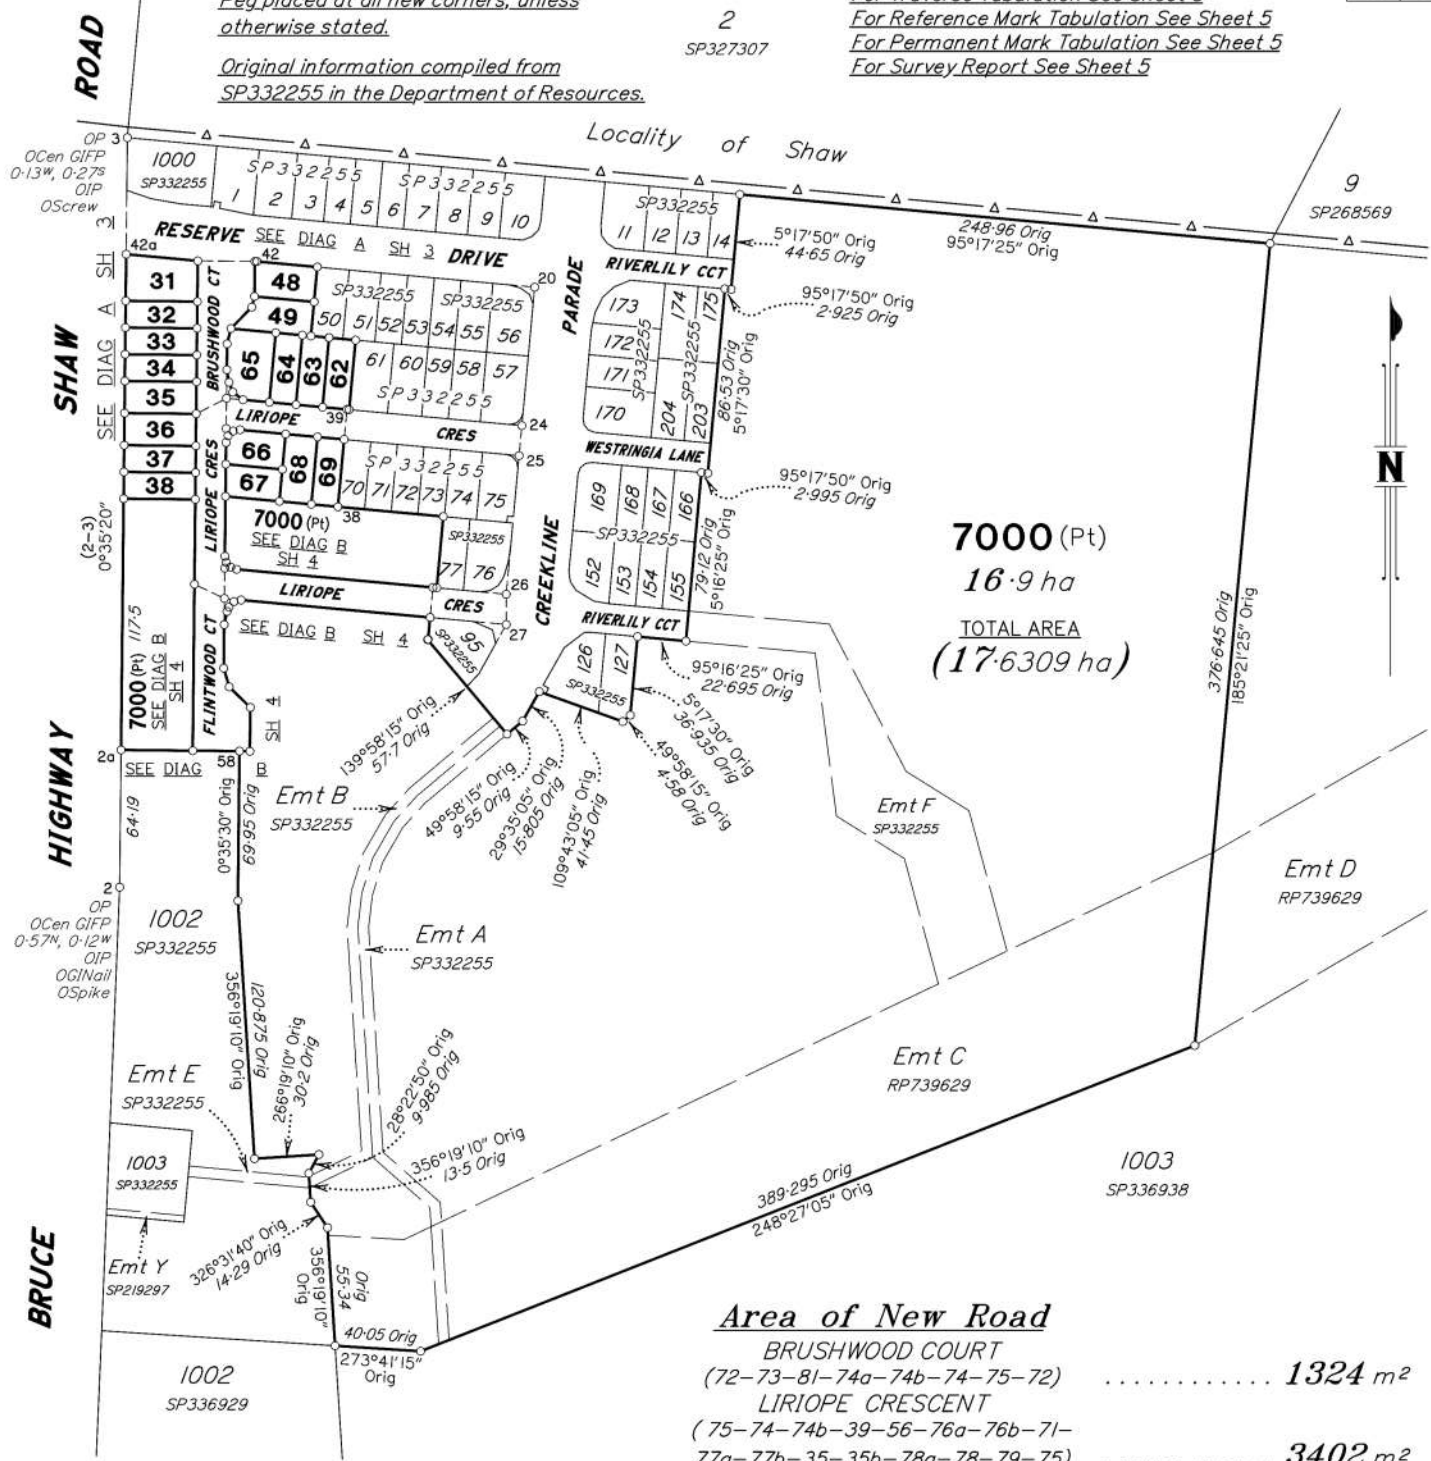 Peg placed at all new corners, unless
otherwise stated.
Original information compiled from
SP332255 in the Department of Resources.
2
SP327307
For Reference Mark Tabulation See Sheet 5
For Permanent Mark Tabulation See Sheet 5
For Survey Report See Sheet 5
ROAD
Locality of Shaw
OP 3
OCen GIFP
0·13W, 0·27S
OIP
OScrew
1000
SP332255
SP332255
SP332255
1 2 3 4 5 6 7 8 9 10
SP332255
11 12 13 14
9
SP268569
248·96 Orig
95°17'25" Orig
5°17'50" Orig
44·65 Orig
RESERVE SEE DIAG A SH 3 DRIVE
RIVERLILY CCT
PARADE
42a
42
20
31
32
33
34
35
36
37
38
SEE DIAG A SH 3
BRUSHWOOD CT
48
49
SP332255
SP332255
50 51 52 53 54 55 56
65 64 63 62
61 60 59 58 57
SP332255
173
172
171
170
174 175
SP332255
SP332255
204 203
95°17'50" Orig
2·925 Orig
86·53 Orig
5°17'30" Orig
SHAW
LIRIOPE 39 CRES
24
25
WESTRINGIA LANE
LIRIOPE CRES
66
67
68 69
SP332255
70 71 72 73 74 75
38
169 168 167 166
SP332255
152 153 154 155
95°17'50" Orig
2·995 Orig
79·12 Orig
5°16'25" Orig
(2-3)
0°35'20"
7000 (Pt)
SEE DIAG B
SH 4
SP332255
77 76
26
CREEKLINE
7000 (Pt)
16·9 ha
TOTAL AREA
(17·6309 ha)
N
LIRIOPE
CRES
27
RIVERLILY CCT
SEE DIAG B SH 4
95
SP332255
126 127
SP332255
117·5
7000 (Pt)
SEE DIAG B
SH 4
FLINTWOOD CT
SH 4
95°16'25" Orig
22·695 Orig
5°17'30" Orig
36·935 Orig
49°58'15" Orig
4·58 Orig
376·645 Orig
185°21'25" Orig
2a
SEE DIAG 58 B
139°58'15" Orig
57·7 Orig
49°58'15" Orig
9·55 Orig
29°35'05" Orig
15·805 Orig
109°43'05" Orig
41·45 Orig
HIGHWAY
64·19
0°35'30" Orig
69·95 Orig
Emt B
SP332255
Emt F
SP332255
Emt D
RP739629
2
OP
OCen GIFP
0·57N, 0·12W
OIP
OGINail
OSpike
1002
SP332255
Emt A
SP332255
356°19'10" Orig
120·875 Orig
Emt E
SP332255
266°19'10" Orig
30·2 Orig
28°22'50" Orig
9·985 Orig
Emt C
RP739629
356°19'10" Orig
13·5 Orig
1003
SP332255
1003
SP336938
389·295 Orig
248°27'05" Orig
326°31'40" Orig
14·29 Orig
Emt Y
SP219297
356°19'10"
Orig
Orig
55·34
BRUCE
40·05 Orig
273°41'15"
Orig
1002
SP336929
Area of New Road
BRUSHWOOD COURT
(72-73-81-74a-74b-74-75-72) ............ 1324 m²
LIRIOPE CRESCENT
(75-74-74b-39-56-76a-76b-71-
77a-77b-35-35b-78a-78-79-75) ............ 3402 m²